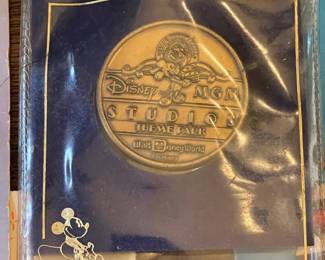 Disney MGM
STUDIOS
THEME PARK
Walt Disney World